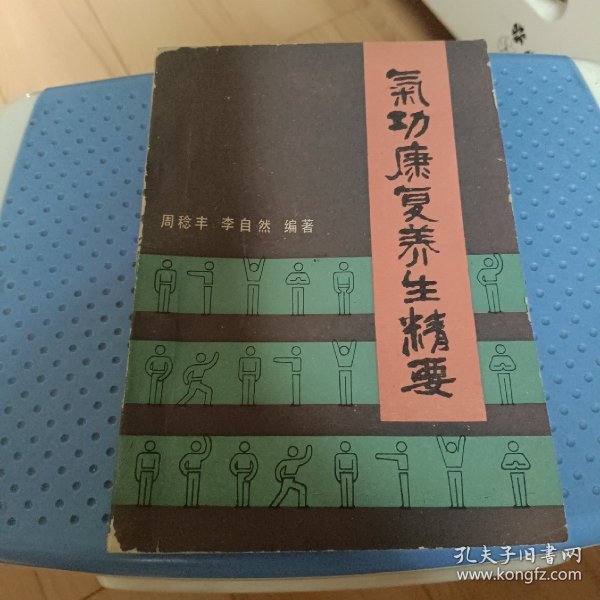 氣功康复养生精要
周稔丰 李自然 编著
孔夫子旧书网
www.kongfz.com